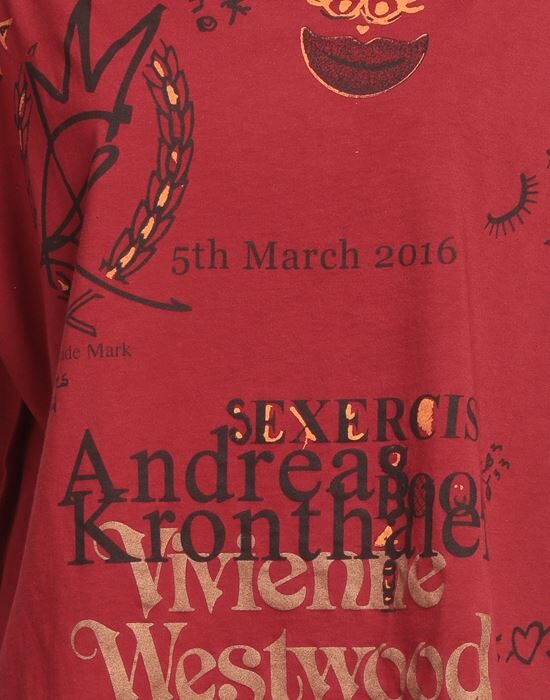 5th March 2016
ade Mark
SEXERCIS
Andreas
Kronthaler
Vivienne
Westwood